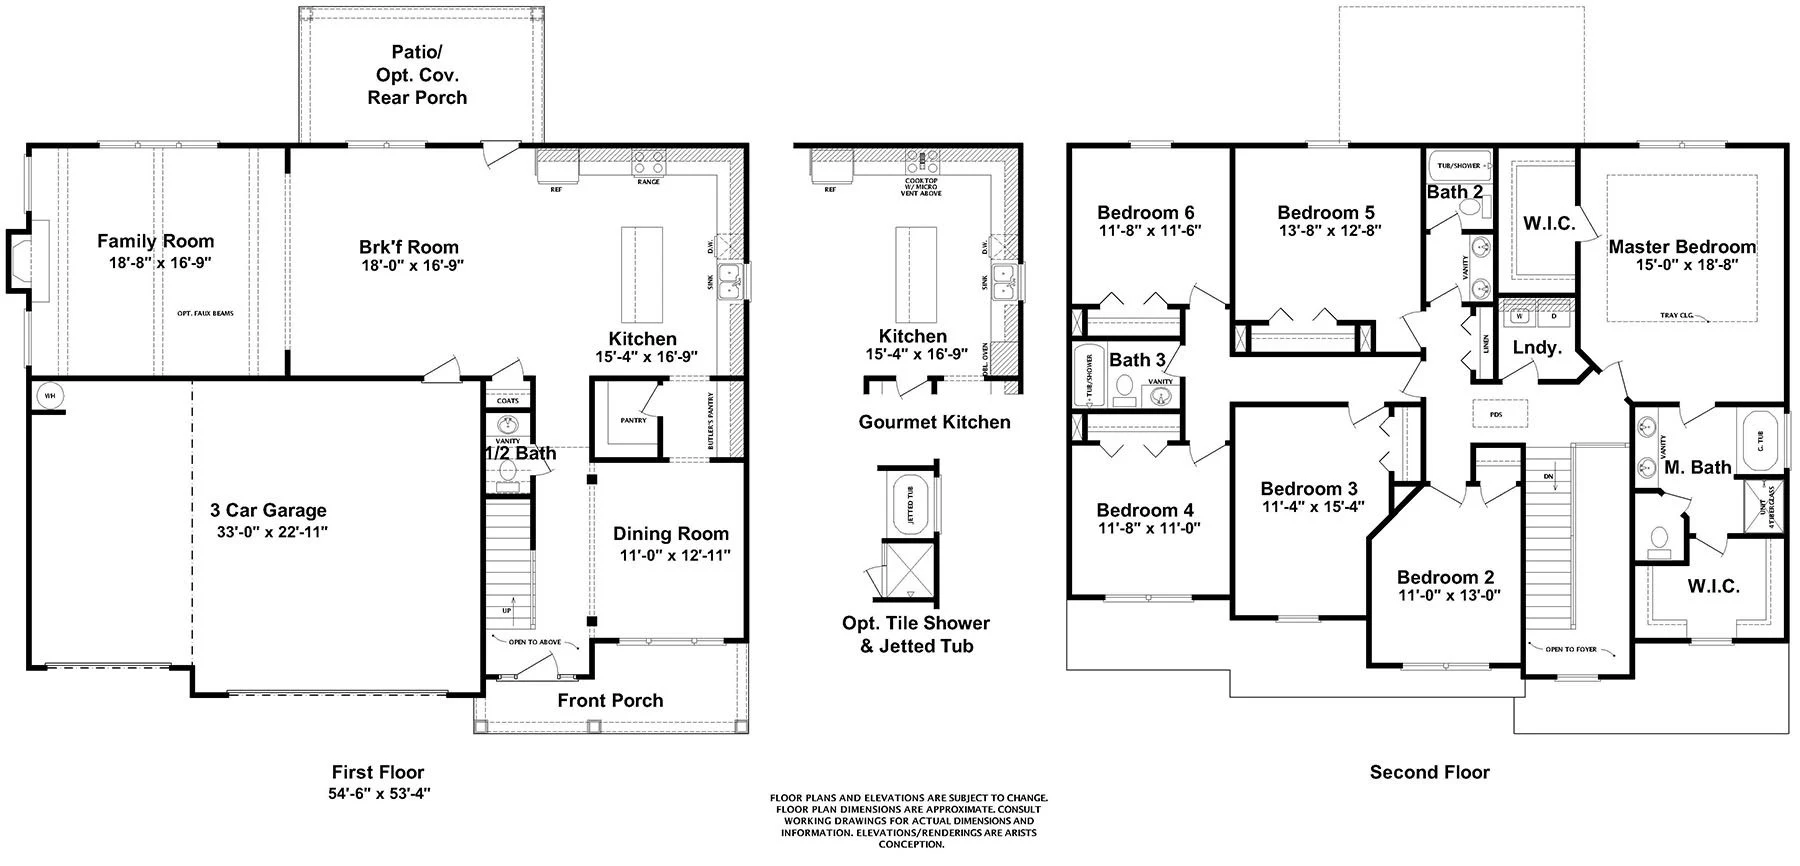 Patio/
Opt. Cov.
Rear Porch
REF
RANGE
Family Room
18'-8" x 16'-9"
OPT. FAUX BEAMS
Brk'f Room
18'-0" x 16'-9"
D.W.
SINK
Kitchen
15'-4" x 16'-9"
WH
COATS
VANITY
1/2 Bath
PANTRY
BUTLER'S PANTRY
3 Car Garage
33'-0" x 22'-11"
Dining Room
11'-0" x 12'-11"
UP
OPEN TO ABOVE
Front Porch
First Floor
54'-6" x 53'-4"
REF
COOKTOP
W/ MICRO
VENT ABOVE
D.W.
SINK
Kitchen
15'-4" x 16'-9"
DBL. OVEN
Gourmet Kitchen
JETTED TUB
Opt. Tile Shower
& Jetted Tub
Bedroom 6
11'-8" x 11'-6"
Bedroom 5
13'-8" x 12'-8"
TUB/SHOWER
Bath 2
VANITY
W.I.C.
Master Bedroom
15'-0" x 18'-8"
TRAY CLG.
W
D
Lndy.
LINEN
TUB/SHOWER
Bath 3
VANITY
PDS
VANITY
G. TUB
M. Bath
UNIT
4' FIBERGLASS
Bedroom 4
11'-8" x 11'-0"
Bedroom 3
11'-4" x 15'-4"
DN
Bedroom 2
11'-0" x 13'-0"
W.I.C.
OPEN TO FOYER
Second Floor
FLOOR PLANS AND ELEVATIONS ARE SUBJECT TO CHANGE.
FLOOR PLAN DIMENSIONS ARE APPROXIMATE. CONSULT
WORKING DRAWINGS FOR ACTUAL DIMENSIONS AND
INFORMATION. ELEVATIONS/RENDERINGS ARE ARISTS
CONCEPTION.